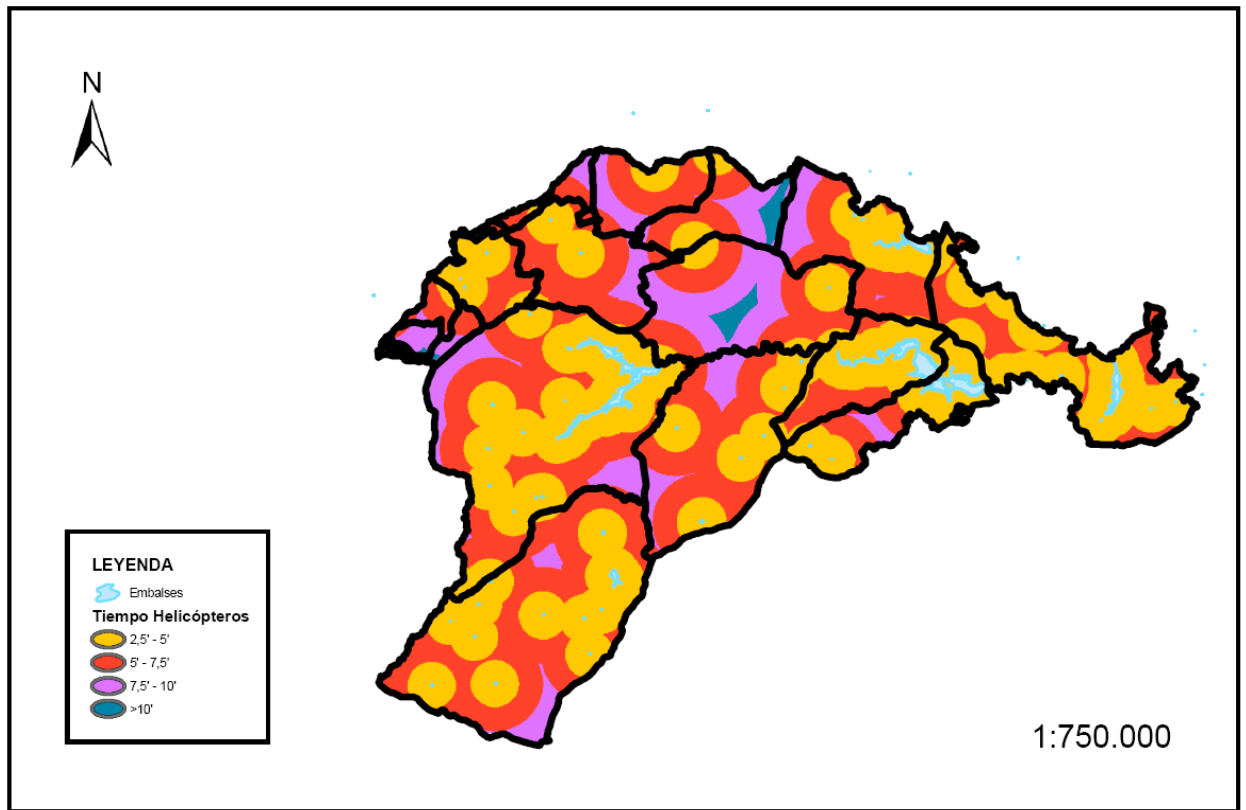 N
LEYENDA
Embalses
Tiempo Helicópteros
2,5' - 5'
5' - 7,5'
7,5' - 10'
>10'
1:750.000